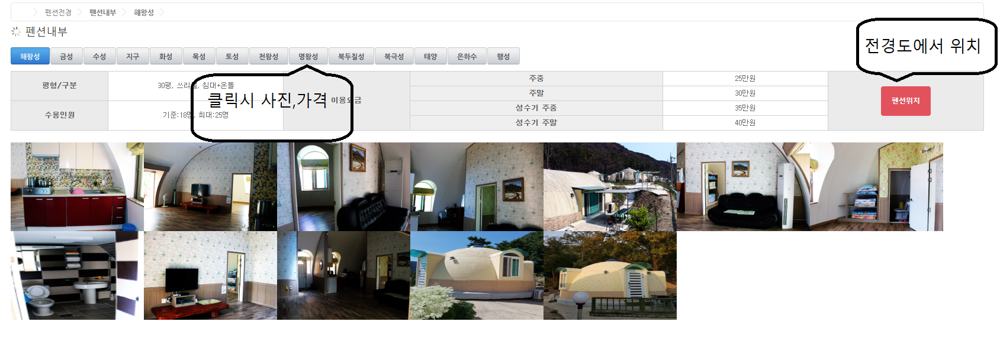 펜션전경 펜션내부 해왕성
펜션내부
전경도에서 위치
해왕성 금성 수성 지구 화성 목성 토성 천왕성 명왕성 북두칠성 북극성 태양 은하수 행성
평형/구분 30평, 쓰리룸, 침대+온돌
수용인원 기준:18명, 최대:25명
클릭시 사진,가격
이용요금
주중 25만원
주말 30만원
성수기 주중 35만원
성수기 주말 40만원
펜션위치